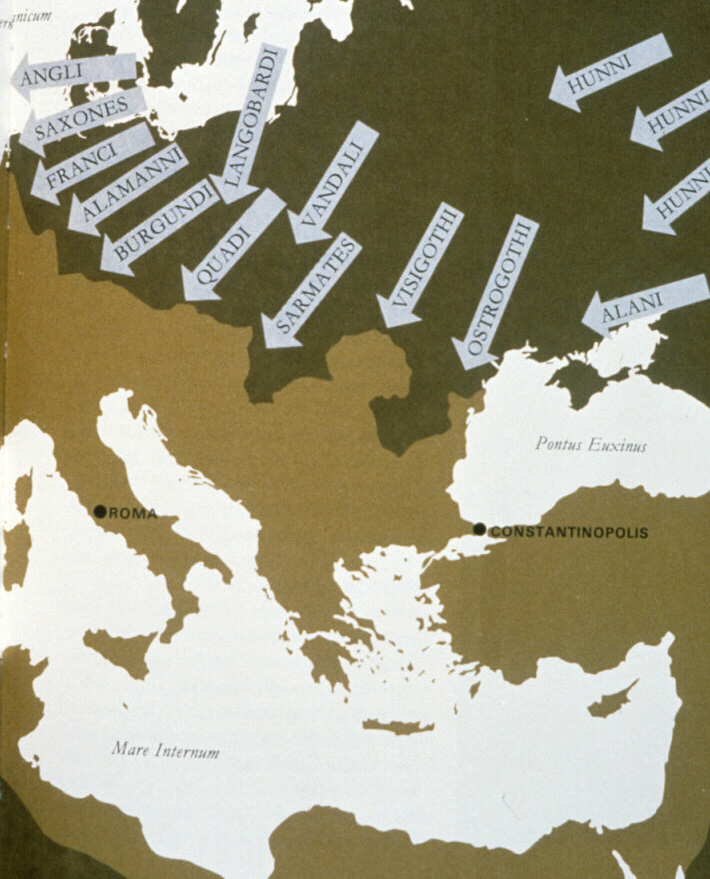 ANGLI
SAXONES
FRANCI
ALAMANNI
BURGUNDI
LANGOBARDI
QUADI
VANDALI
SARMATES
VISIGOTHI
OSTROGOTHI
HUNNI
HUNNI
HUNNI
ALANI
Pontus Euxinus
ROMA
CONSTANTINOPOLIS
Mare Internum